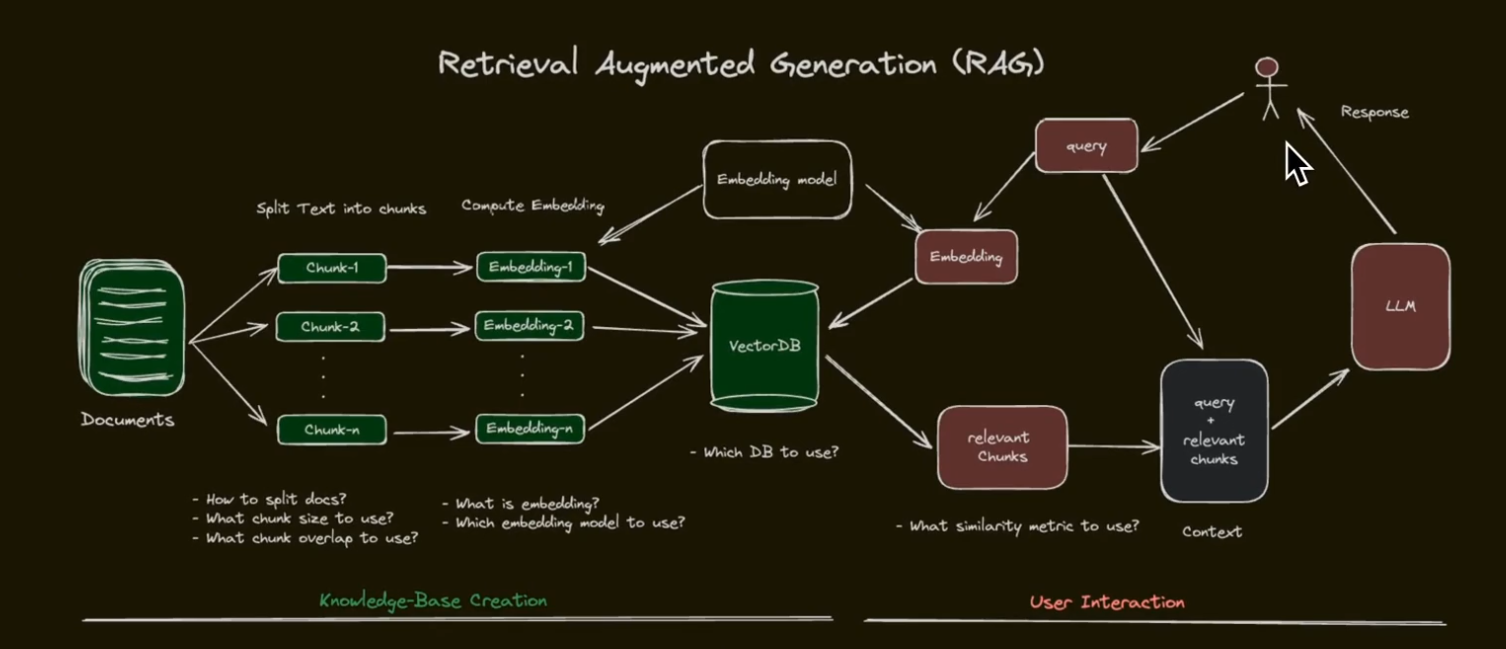 Retrieval Augmented Generation (RAG)
Response
query
Embedding model
Split Text into chunks
Compute Embedding
Embedding
Chunk-1
Embedding-1
LLM
Chunk-2
Embedding-2
VectorDB
Documents
Chunk-n
Embedding-n
relevant
Chunks
query
+
relevant
chunks
- Which DB to use?
- How to split docs?
- What chunk size to use?
- What chunk overlap to use?
- What is embedding?
- Which embedding model to use?
- What similarity metric to use?
Context
Knowledge-Base Creation
User Interaction